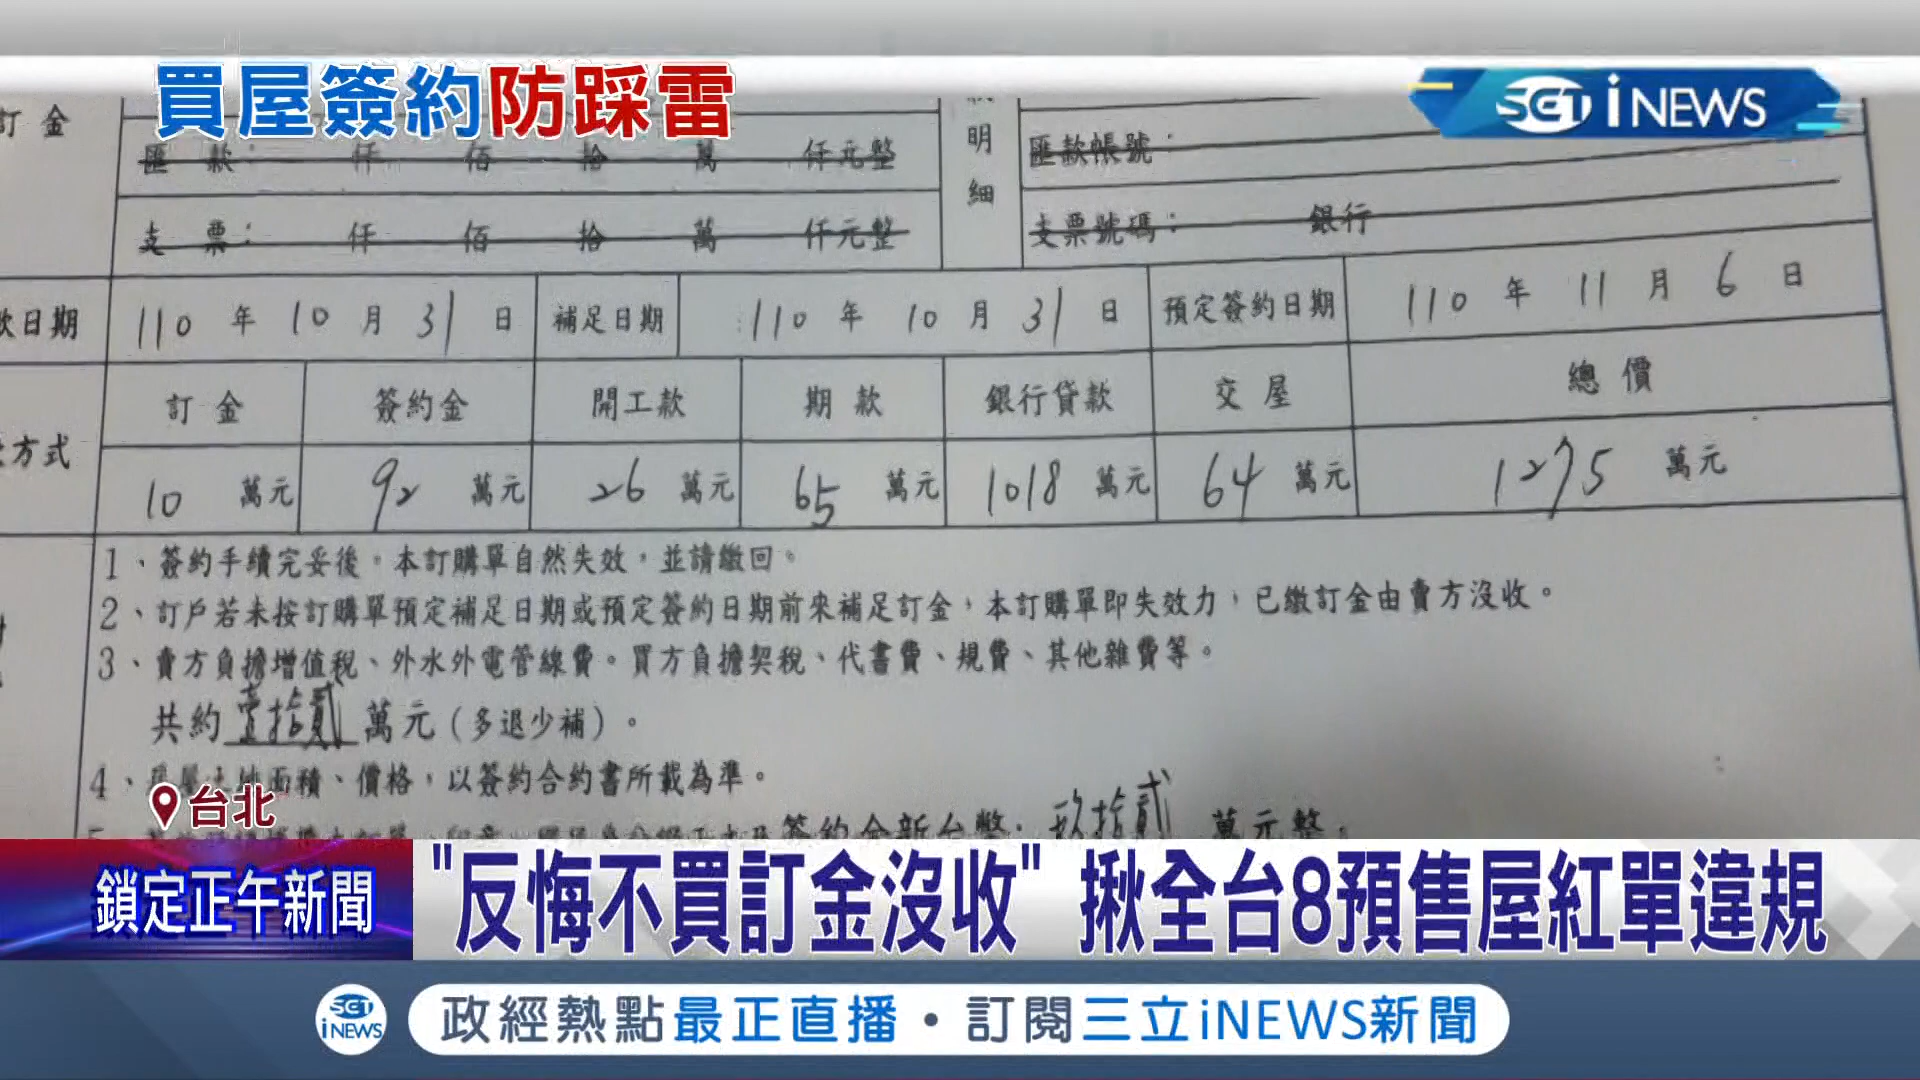 買屋簽約防踩雷
SET iNEWS
訂 金
匯 款： 仟 佰 拾 萬 仟元整
明
細
匯款帳號：
支 票： 仟 佰 拾 萬 仟元整
支票號碼： 銀行
款日期 110 年 10 月 31 日 補足日期 110 年 10 月 31 日 預定簽約日期 110 年 11 月 6 日
方式 訂 金 簽約金 開工款 期 款 銀行貸款 交 屋 總 價
10 萬元 92 萬元 26 萬元 65 萬元 1018 萬元 64 萬元 1275 萬元
1、簽約手續完妥後，本訂購單自然失效，並請繳回。
2、訂戶若未按訂購單預定補足日期或預定簽約日期前來補足訂金，本訂購單即失效力，已繳訂金由賣方沒收。
3、賣方負擔增值稅、外水外電管線費。買方負擔契稅、代書費、規費、其他雜費等。
共約壹拾貳萬元（多退少補）。
4、 面積、價格，以簽約合約書所載為準。
簽約金新台幣：玖拾貳 萬元整。
台北
鎖定正午新聞
"反悔不買訂金沒收" 揪全台8預售屋紅單違規
SET iNEWS
政經熱點最正直播・訂閱三立iNEWS新聞